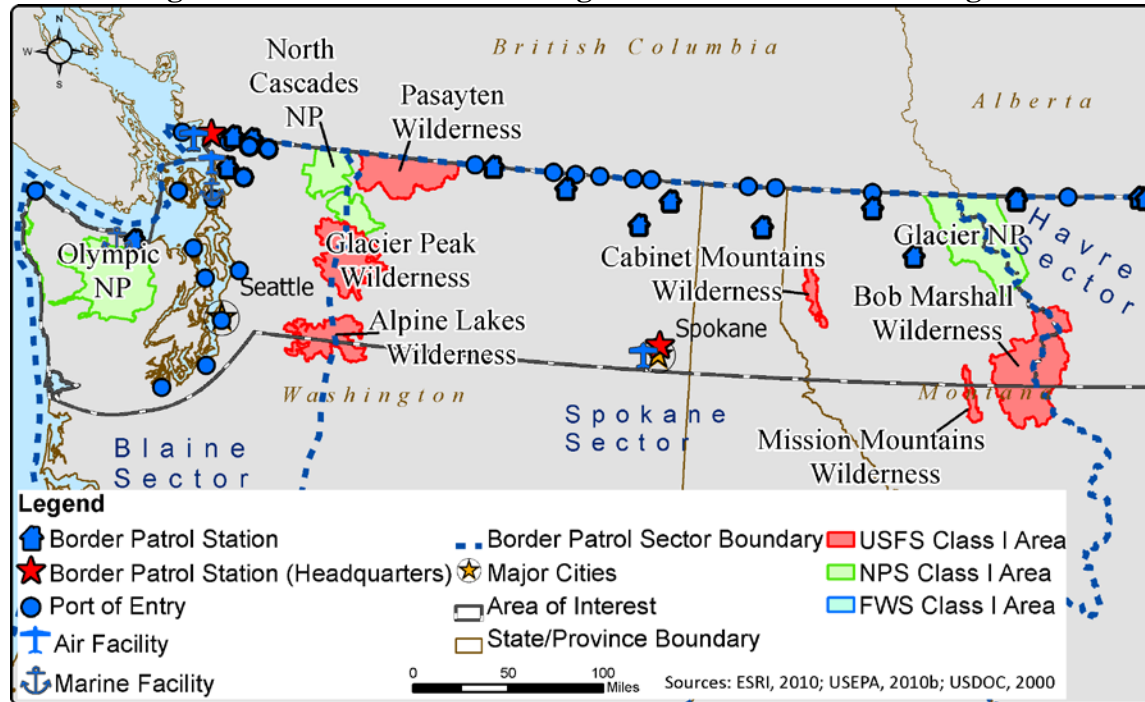 N
W
E
S
British Columbia
North
Cascades
NP
Pasayten
Wilderness
Alberta
Olympic
NP
Seattle
Glacier Peak
Wilderness
Alpine Lakes
Wilderness
Cabinet Mountains
Wilderness
Glacier NP
Havre
Sector
Bob Marshall
Wilderness
Spokane
Washington
Montana
Blaine
Sector
Spokane
Sector
Mission Mountains
Wilderness
Legend
Border Patrol Station
Border Patrol Station (Headquarters)
Port of Entry
Air Facility
Marine Facility
Border Patrol Sector Boundary
Major Cities
Area of Interest
State/Province Boundary
USFS Class I Area
NPS Class I Area
FWS Class I Area
0 50 100
Miles
Sources: ESRI, 2010; USEPA, 2010b; USDOC, 2000